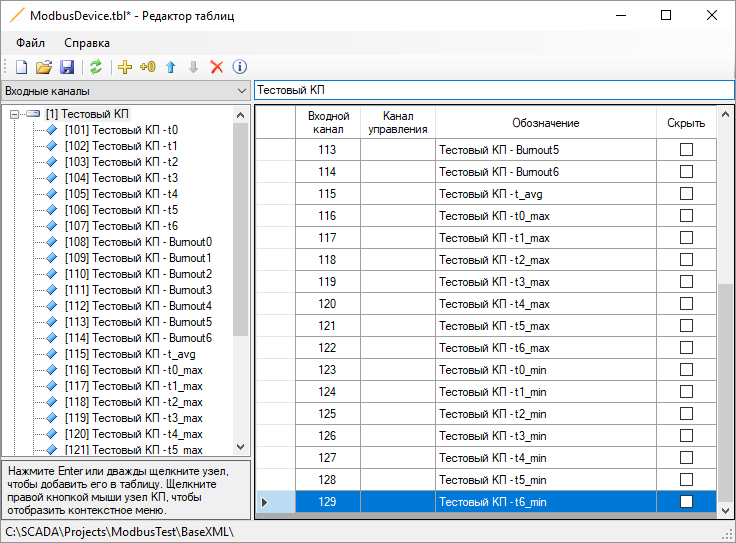 ModbusDevice.tbl* - Редактор таблиц
Файл Справка
Входные каналы
Тестовый КП
[1] Тестовый КП
[101] Тестовый КП - t0
[102] Тестовый КП - t1
[103] Тестовый КП - t2
[104] Тестовый КП - t3
[105] Тестовый КП - t4
[106] Тестовый КП - t5
[107] Тестовый КП - t6
[108] Тестовый КП - Burnout0
[109] Тестовый КП - Burnout1
[110] Тестовый КП - Burnout2
[111] Тестовый КП - Burnout3
[112] Тестовый КП - Burnout4
[113] Тестовый КП - Burnout5
[114] Тестовый КП - Burnout6
[115] Тестовый КП - t_avg
[116] Тестовый КП - t0_max
[117] Тестовый КП - t1_max
[118] Тестовый КП - t2_max
[119] Тестовый КП - t3_max
[120] Тестовый КП - t4_max
[121] Тестовый КП - t5_max
Нажмите Enter или дважды щелкните узел,
чтобы добавить его в таблицу. Щелкните
правой кнопкой мыши узел КП, чтобы
отобразить контекстное меню.
Входной канал Канал управления Обозначение Скрыть
113 Тестовый КП - Burnout5
114 Тестовый КП - Burnout6
115 Тестовый КП - t_avg
116 Тестовый КП - t0_max
117 Тестовый КП - t1_max
118 Тестовый КП - t2_max
119 Тестовый КП - t3_max
120 Тестовый КП - t4_max
121 Тестовый КП - t5_max
122 Тестовый КП - t6_max
123 Тестовый КП - t0_min
124 Тестовый КП - t1_min
125 Тестовый КП - t2_min
126 Тестовый КП - t3_min
127 Тестовый КП - t4_min
128 Тестовый КП - t5_min
129 Тестовый КП - t6_min
C:\SCADA\Projects\ModbusTest\BaseXML\